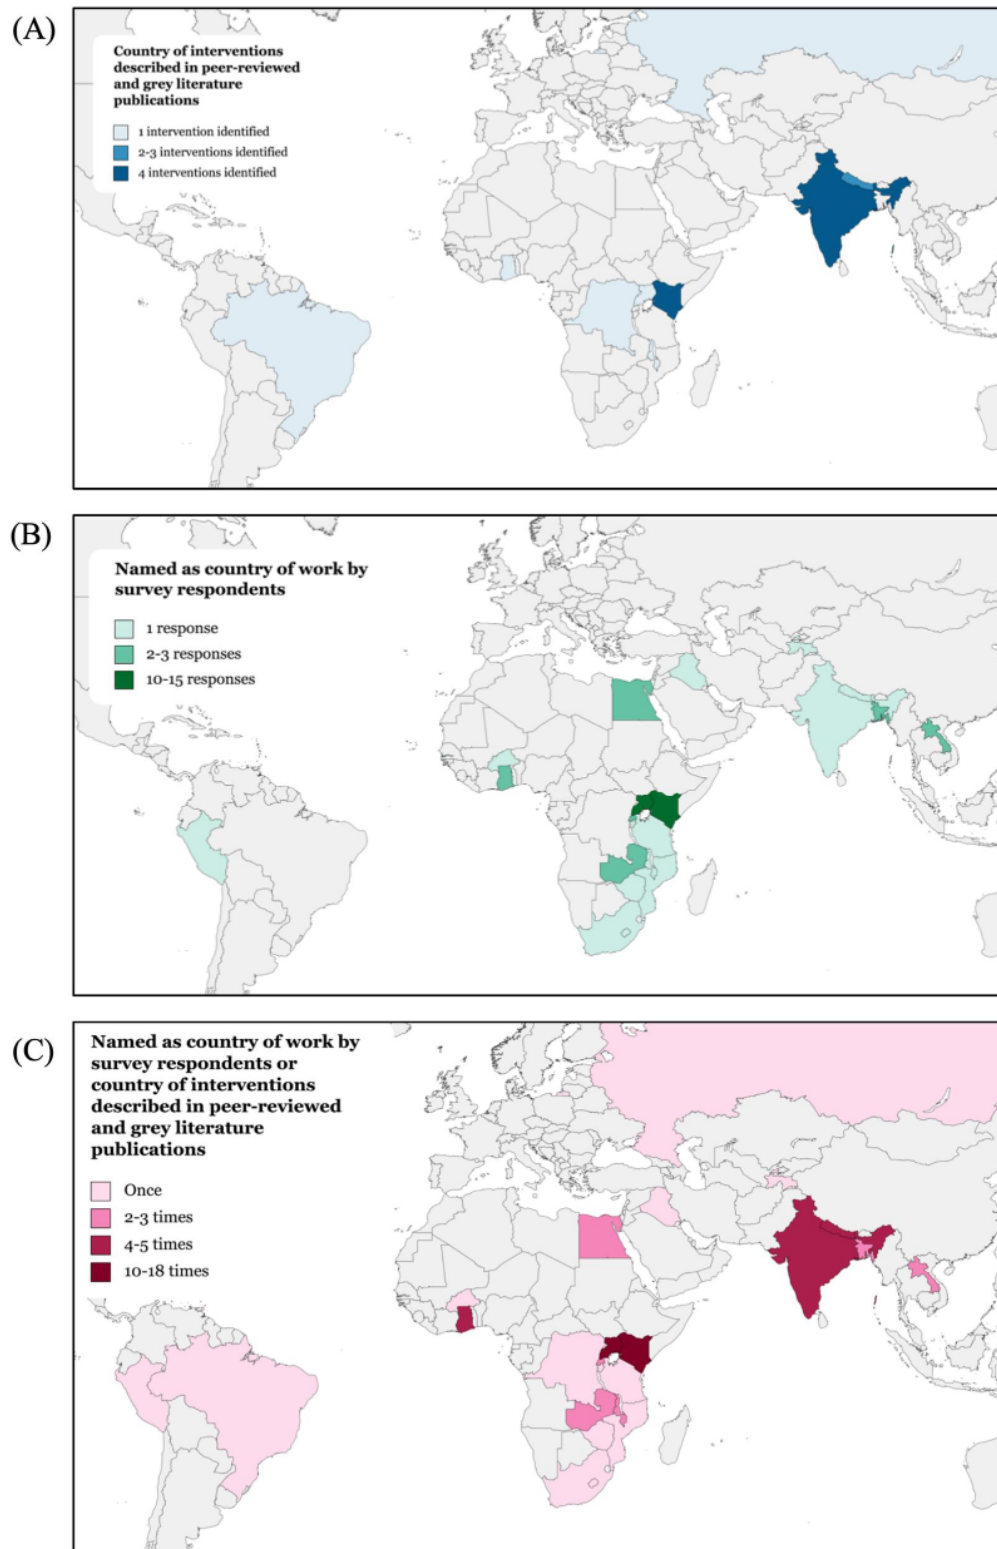 (A)
Country of interventions
described in peer-reviewed
and grey literature
publications
1 intervention identified
2-3 interventions identified
4 interventions identified
(B)
Named as country of work by
survey respondents
1 response
2-3 responses
10-15 responses
(C)
Named as country of work by
survey respondents or
country of interventions
described in peer-reviewed
and grey literature
publications
Once
2-3 times
4-5 times
10-18 times